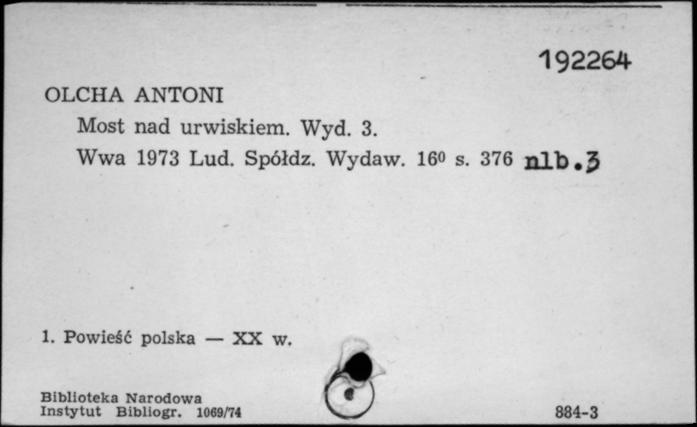 192264
OLCHA ANTONI
Most nad urwiskiem. Wyd. 3.
Wwa 1973 Lud. Spółdz. Wydaw. 16⁰ s. 376 nlb.3
1. Powieść polska — XX w.
Biblioteka Narodowa
Instytut Bibliogr. 1069/74
884-3